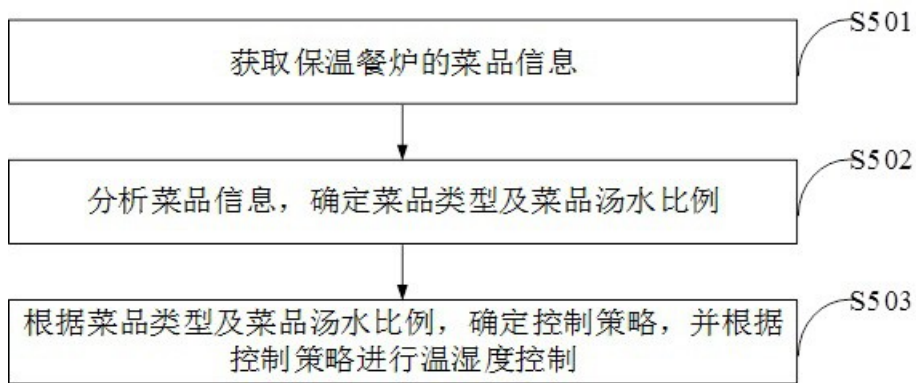 S501
获取保温餐炉的菜品信息
S502
分析菜品信息，确定菜品类型及菜品汤水比例
S503
根据菜品类型及菜品汤水比例，确定控制策略，并根据
控制策略进行温湿度控制